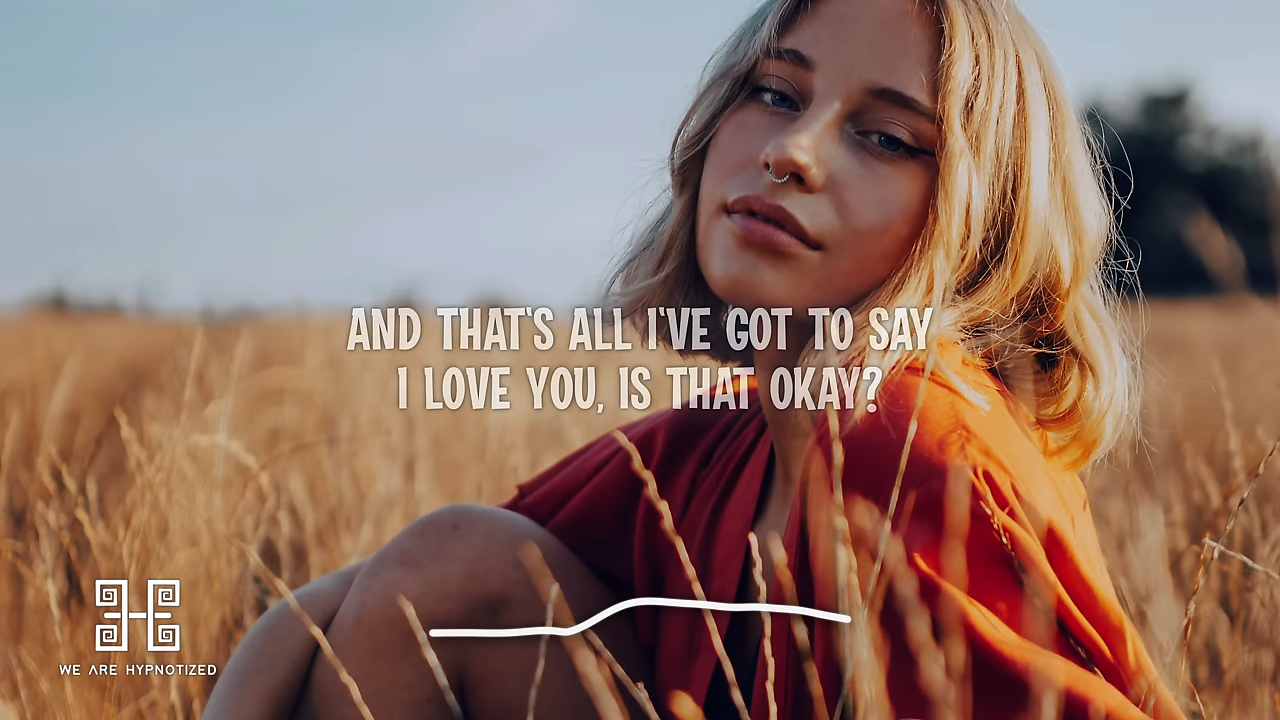 AND THAT'S ALL I'VE GOT TO SAY
I LOVE YOU, IS THAT OKAY?
WE ARE HYPNOTIZED